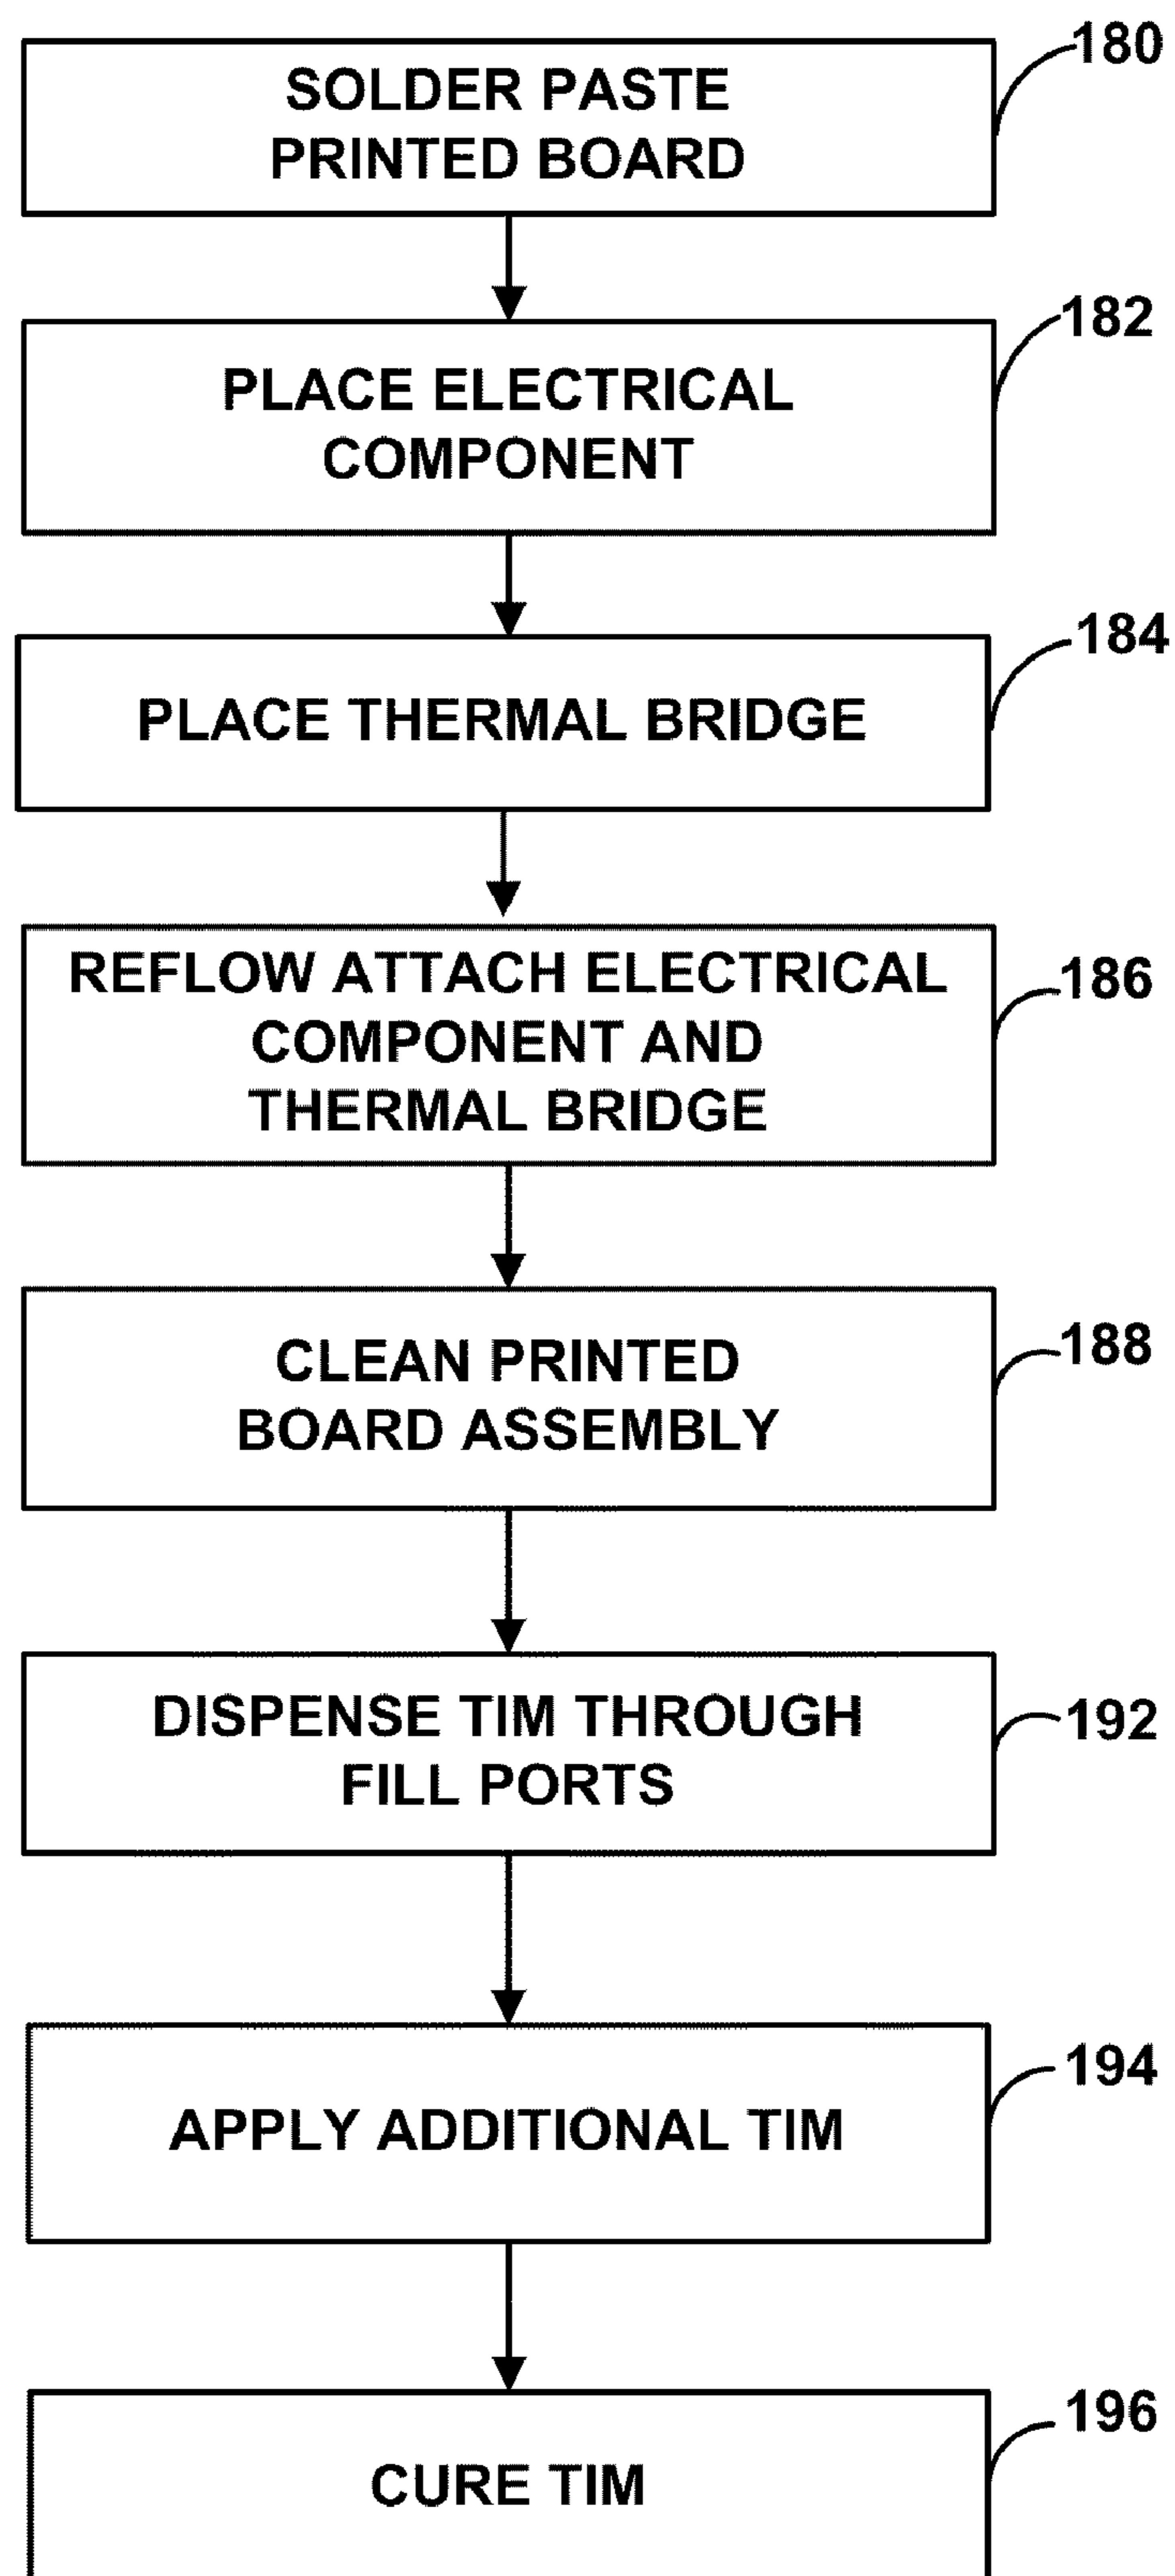 180
SOLDER PASTE
PRINTED BOARD
182
PLACE ELECTRICAL
COMPONENT
184
PLACE THERMAL BRIDGE
186
REFLOW ATTACH ELECTRICAL
COMPONENT AND
THERMAL BRIDGE
188
CLEAN PRINTED
BOARD ASSEMBLY
192
DISPENSE TIM THROUGH
FILL PORTS
194
APPLY ADDITIONAL TIM
196
CURE TIM